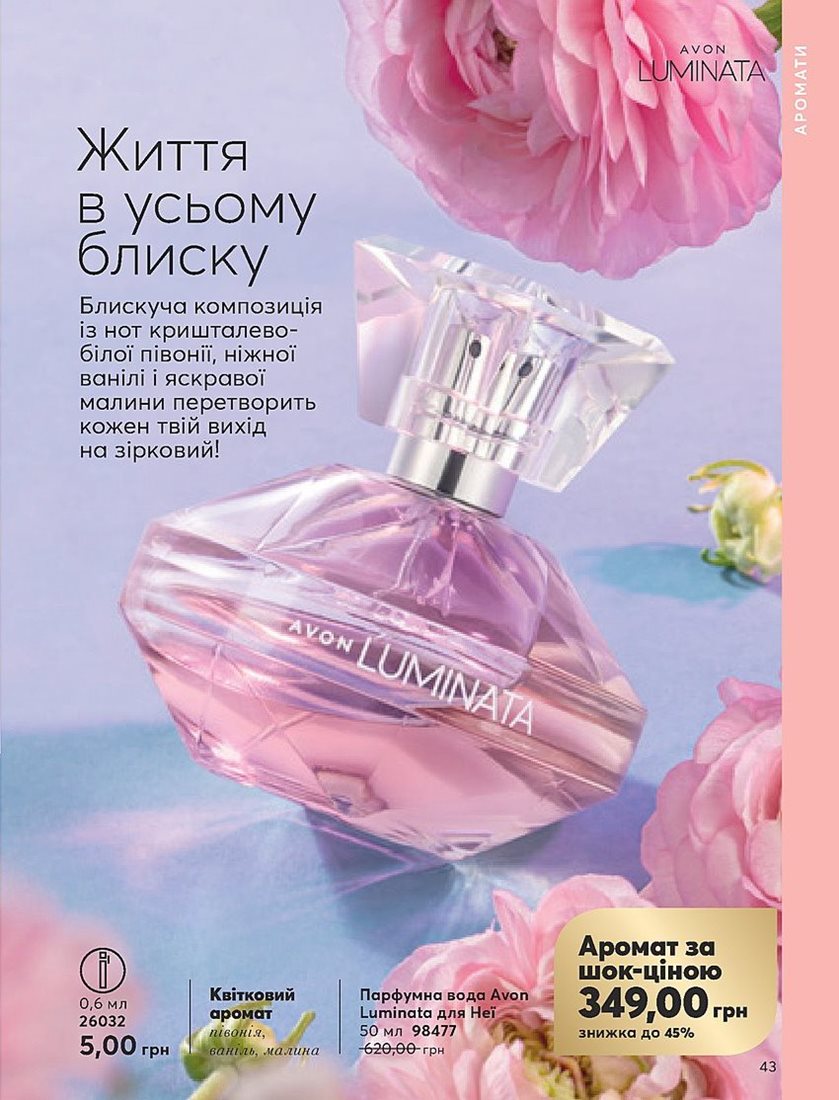 AVON
LUMINATA
АРОМАТИ
Життя
в усьому
блиску
Блискуча композиція
із нот кришталево-
білої півонії, ніжної
ванілі і яскравої
малини перетворить
кожен твій вихід
на зірковий!
AVON LUMINATA
0,6 мл
26032
5,00 грн
Квітковий
аромат
півонія,
ваніль, малина
Парфумна вода Avon
Luminata для Неї
50 мл 98477
620,00 грн
Аромат за
шок-ціною
349,00 грн
знижка до 45%
43